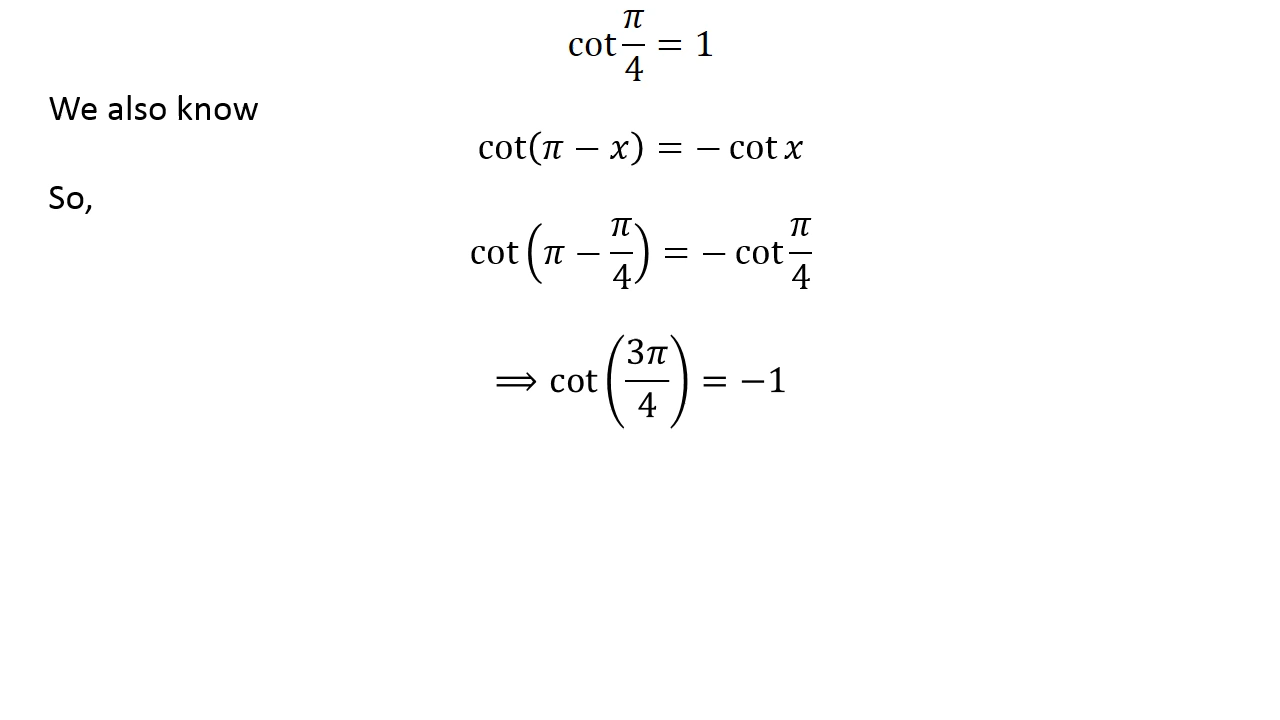 cot π/4 = 1
We also know
cot(π − x) = − cot x
So,
cot (π − π/4) = − cot π/4
⟹ cot (3π/4) = −1